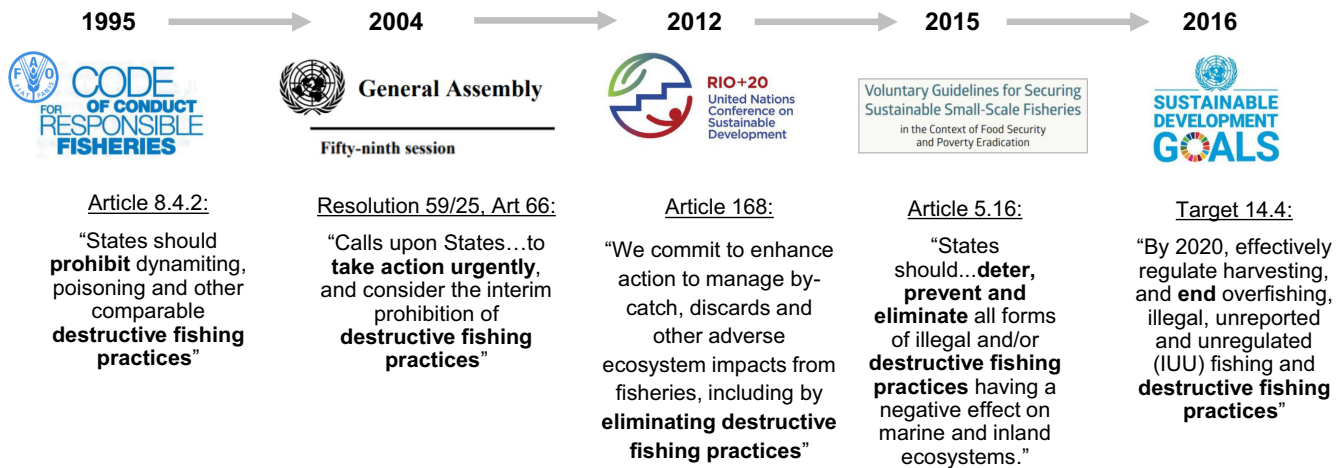 1995
2004
2012
2015
2016
FAO
FIAT PANIS
CODE
OF CONDUCT
FOR
RESPONSIBLE
FISHERIES
General Assembly
Fifty-ninth session
RIO+20
United Nations
Conference on
Sustainable
Development
Voluntary Guidelines for Securing
Sustainable Small-Scale Fisheries
in the Context of Food Security
and Poverty Eradication
SUSTAINABLE
DEVELOPMENT
GOALS
Article 8.4.2:
“States should
prohibit dynamiting,
poisoning and other
comparable
destructive fishing
practices”
Resolution 59/25, Art 66:
“Calls upon States…to
take action urgently,
and consider the interim
prohibition of
destructive fishing
practices”
Article 168:
“We commit to enhance
action to manage by-
catch, discards and
other adverse
ecosystem impacts from
fisheries, including by
eliminating destructive
fishing practices”
Article 5.16:
“States
should...deter,
prevent and
eliminate all forms
of illegal and/or
destructive fishing
practices having a
negative effect on
marine and inland
ecosystems.”
Target 14.4:
“By 2020, effectively
regulate harvesting,
and end overfishing,
illegal, unreported
and unregulated
(IUU) fishing and
destructive fishing
practices”